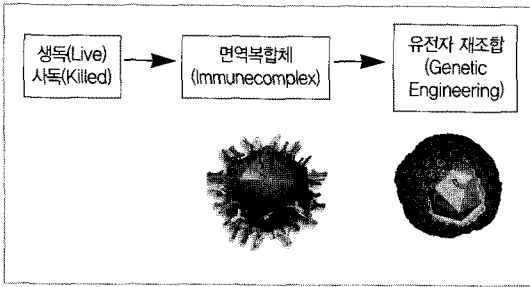 생독(Live)
사독(Killed)
면역복합체
(Immunecomplex)
유전자 재조합
(Genetic
Engineering)